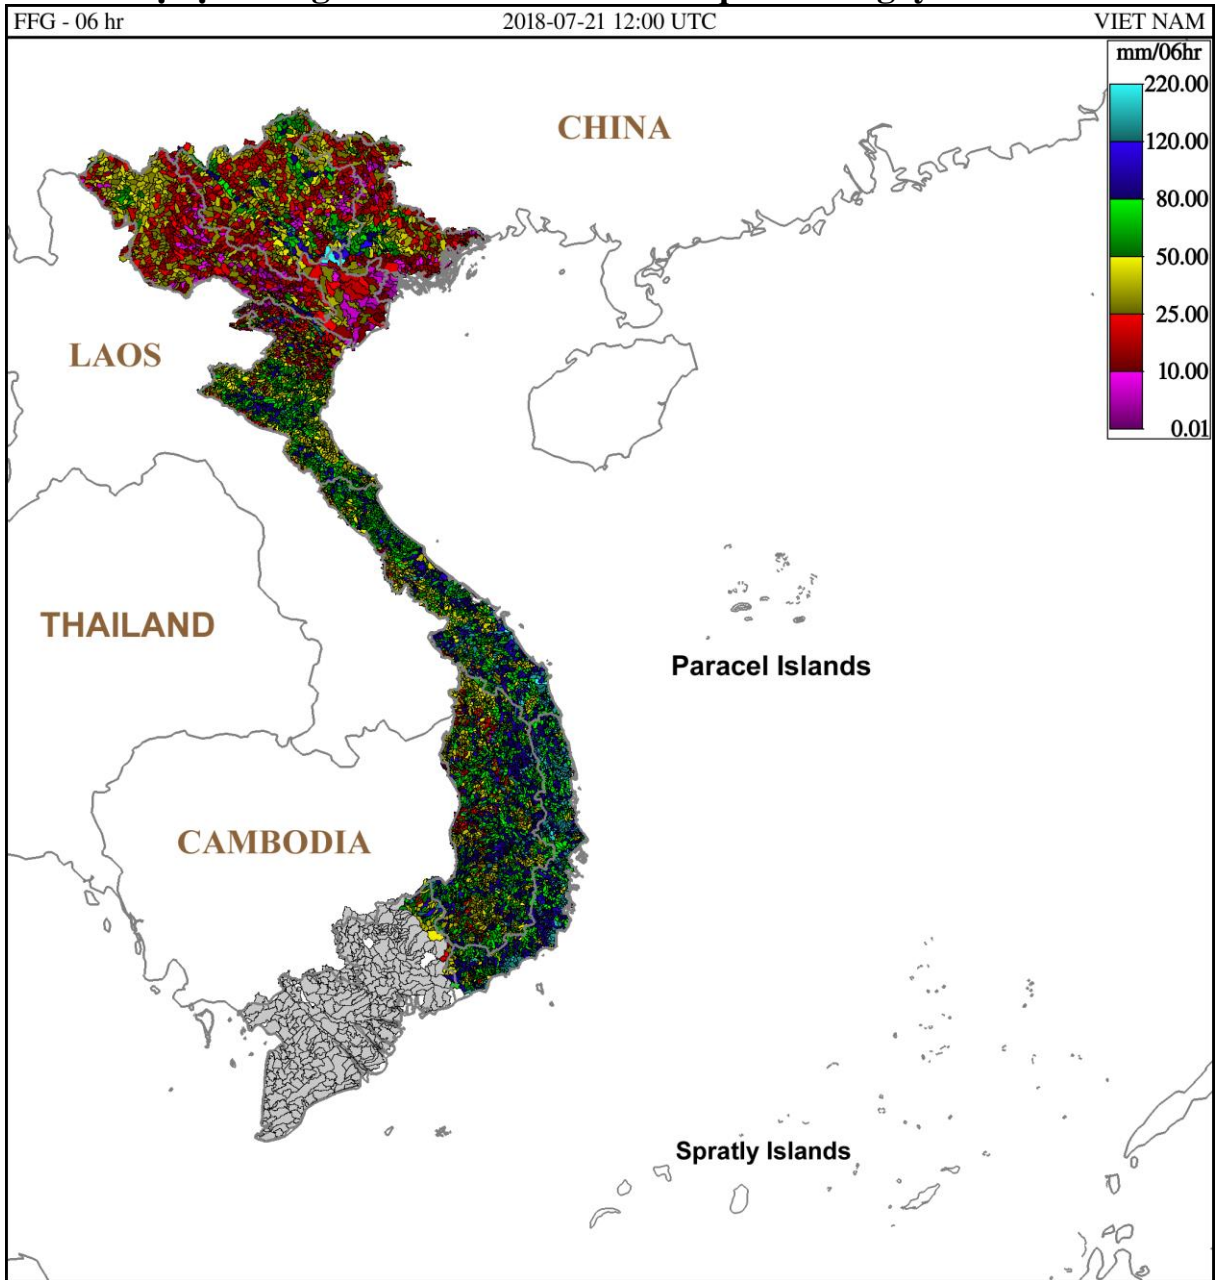 FFG - 06 hr 2018-07-21 12:00 UTC VIET NAM
mm/06hr
220.00
120.00
80.00
50.00
25.00
10.00
0.01
CHINA
LAOS
THAILAND
Paracel Islands
CAMBODIA
Spratly Islands